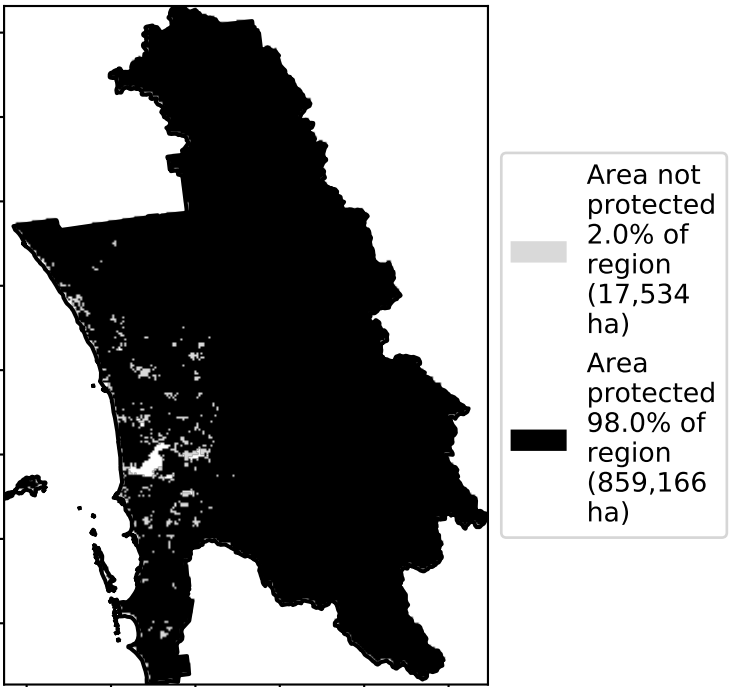 Area not
protected
2.0% of
region
(17,534
ha)
Area
protected
98.0% of
region
(859,166
ha)